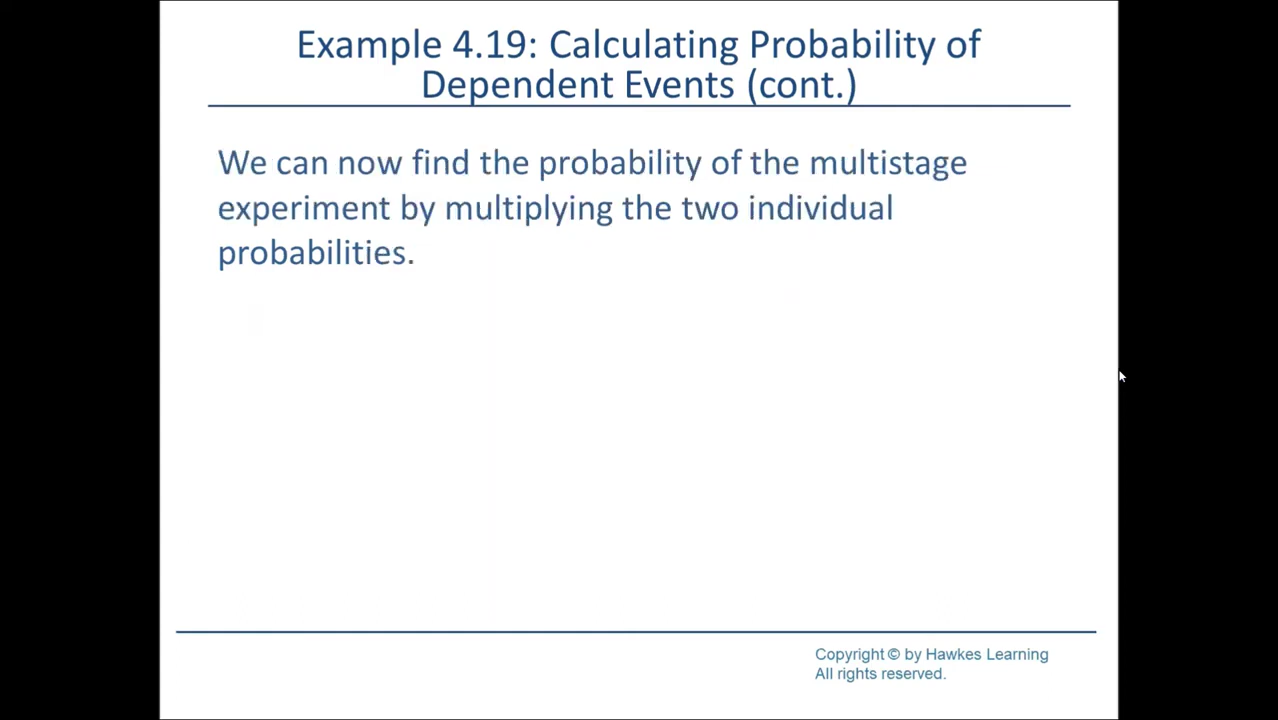 Example 4.19: Calculating Probability of
Dependent Events (cont.)
We can now find the probability of the multistage
experiment by multiplying the two individual
probabilities.
Copyright © by Hawkes Learning
All rights reserved.